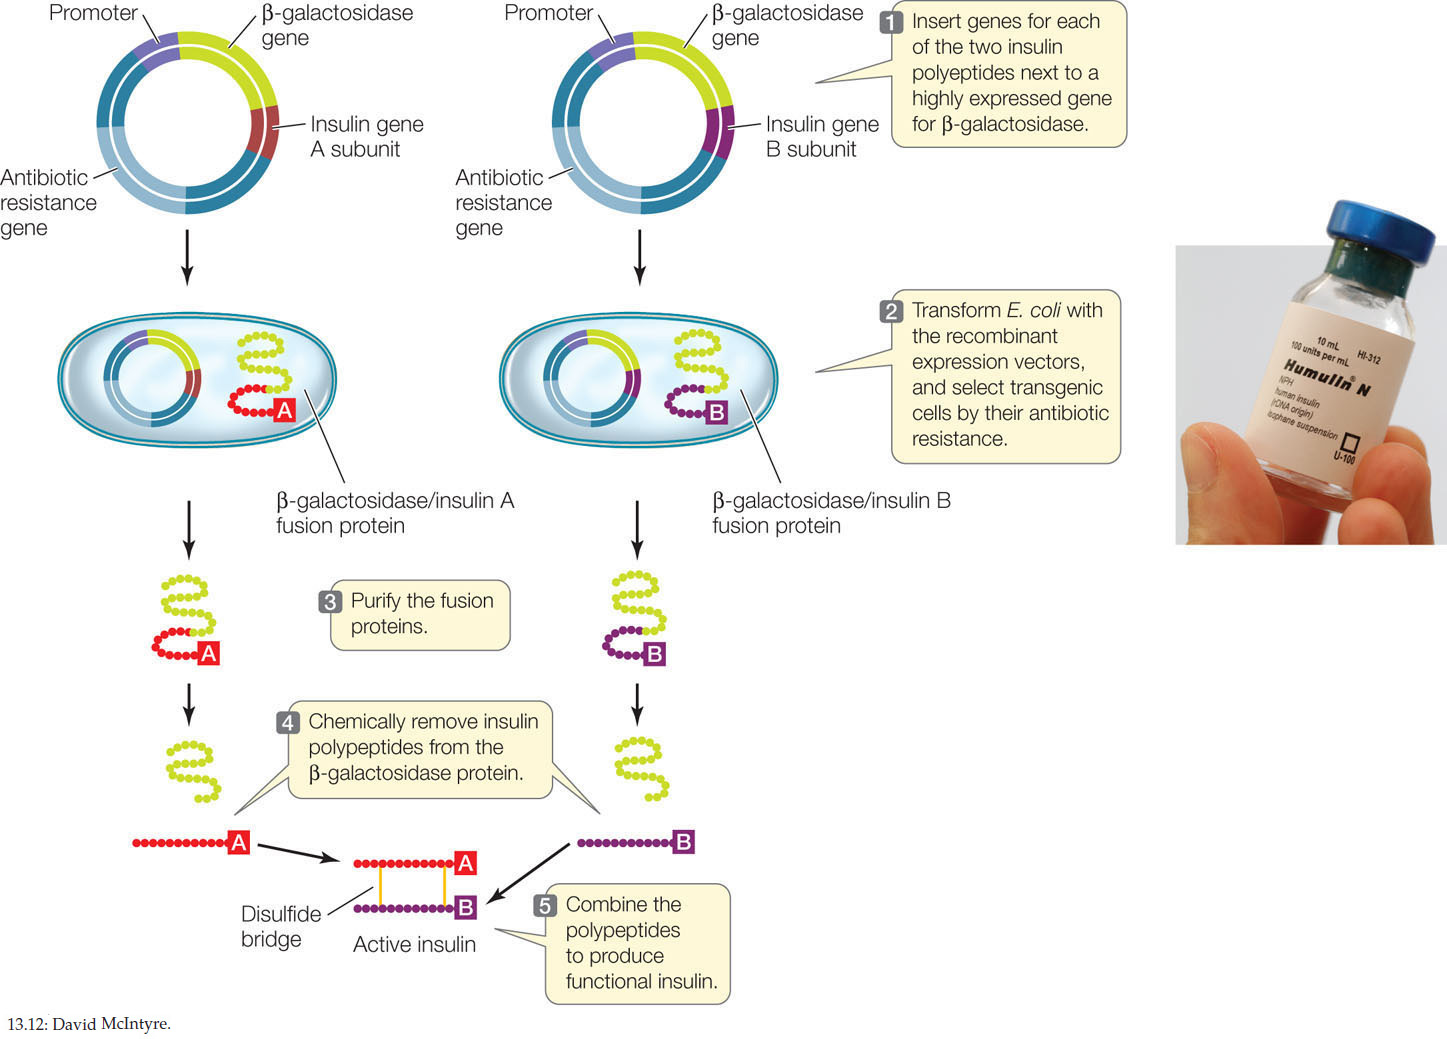 Promoter
β-galactosidase
gene
Insulin gene
A subunit
Antibiotic
resistance
gene
Promoter
β-galactosidase
gene
Insulin gene
B subunit
Antibiotic
resistance
gene
1 Insert genes for each
of the two insulin
polyeptides next to a
highly expressed gene
for β-galactosidase.
A
β-galactosidase/insulin A
fusion protein
B
β-galactosidase/insulin B
fusion protein
2 Transform E. coli with
the recombinant
expression vectors,
and select transgenic
cells by their antibiotic
resistance.
10 mL
100 units per mL HI-312
Humulin® N
NPH
human insulin
(rDNA origin)
isophane suspension
U-100
A
3 Purify the fusion
proteins.
B
4 Chemically remove insulin
polypeptides from the
β-galactosidase protein.
A
B
A
B
Disulfide
bridge
Active insulin
5 Combine the
polypeptides
to produce
functional insulin.
13.12: David McIntyre.